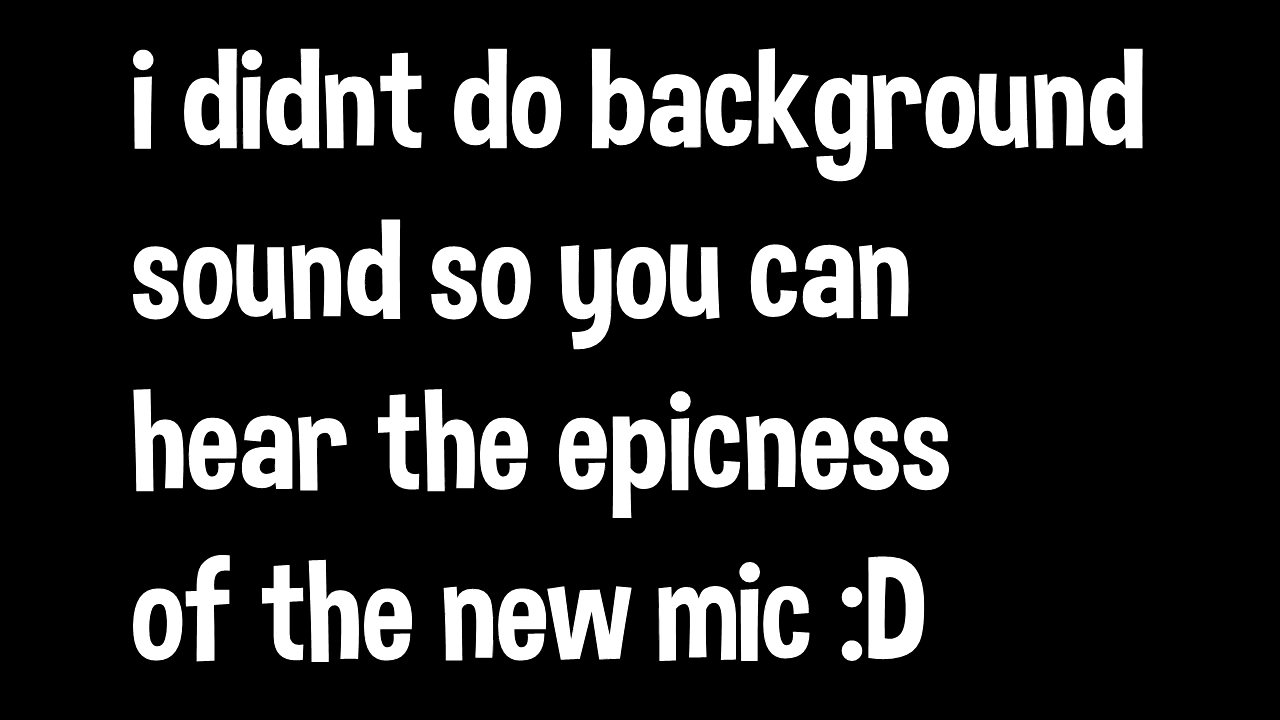 i didnt do background
sound so you can
hear the epicness
of the new mic :D